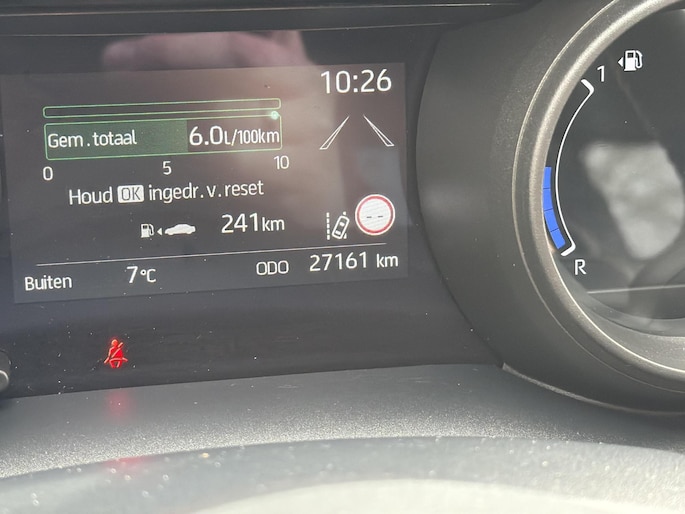 10:26
Gem.totaal 6.0L/100km
0 5 10
Houd OK ingedr.v.reset
241km
--
Buiten 7°C ODO 27161 km
1
R